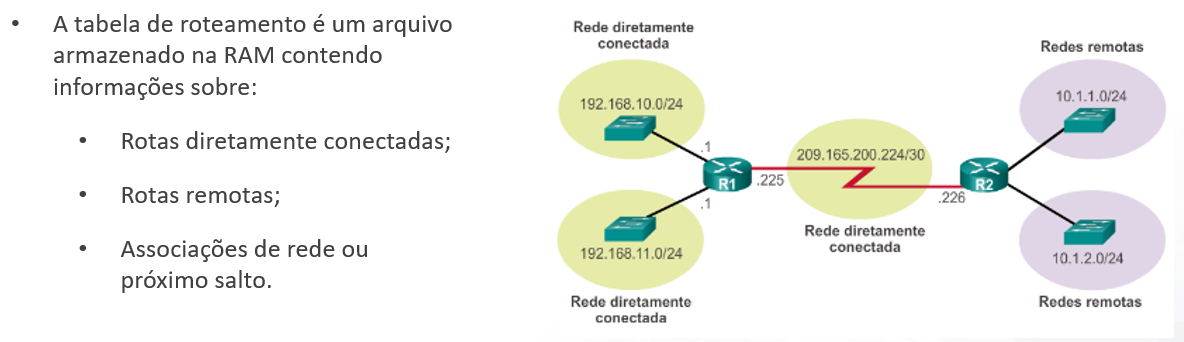 • A tabela de roteamento é um arquivo
armazenado na RAM contendo
informações sobre:
• Rotas diretamente conectadas;
• Rotas remotas;
• Associações de rede ou
próximo salto.
Rede diretamente
conectada
192.168.10.0/24
.1
R1
.225
.1
192.168.11.0/24
Rede diretamente
conectada
209.165.200.224/30
Rede diretamente
conectada
.226
R2
Redes remotas
10.1.1.0/24
10.1.2.0/24
Redes remotas